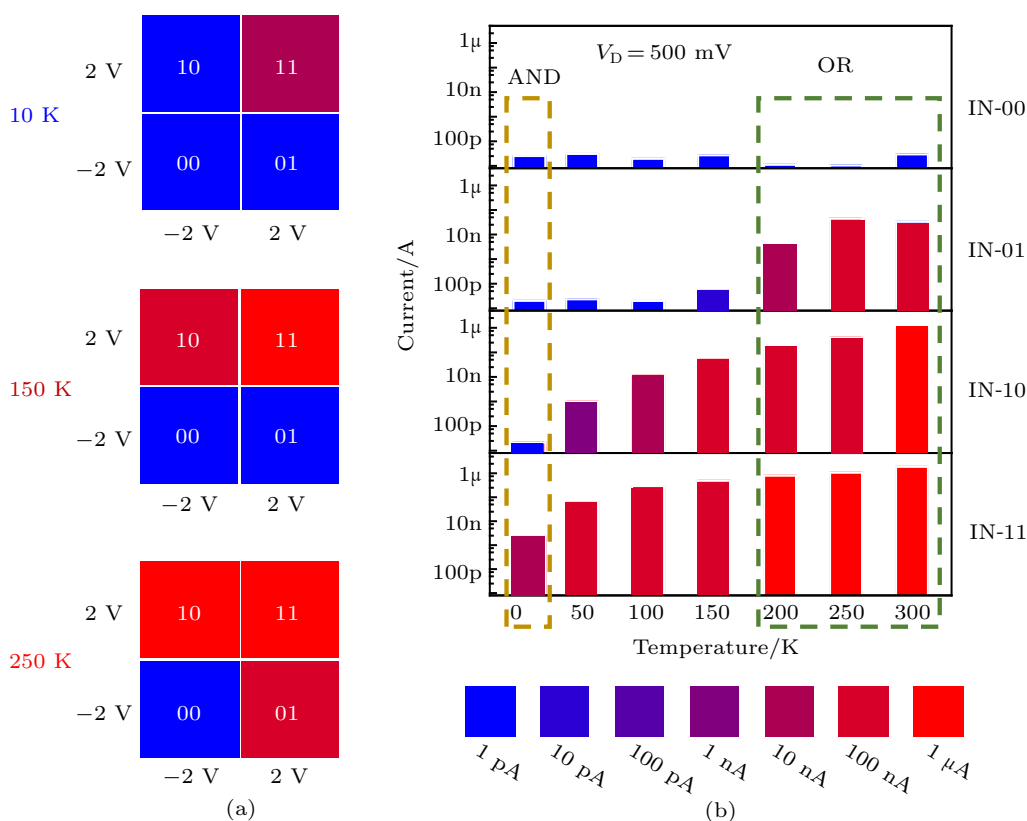 2 V
10
11
10 K
−2 V
00
01
−2 V
2 V
2 V
10
11
150 K
−2 V
00
01
−2 V
2 V
2 V
10
11
250 K
−2 V
00
01
−2 V
2 V
(a)
V_D = 500 mV
AND
OR
1μ
10n
100p
IN-00
1μ
10n
100p
IN-01
1μ
10n
100p
IN-10
1μ
10n
100p
IN-11
Current/A
0 50 100 150 200 250 300
Temperature/K
1 pA 10 pA 100 pA 1 nA 10 nA 100 nA 1 μA
(b)